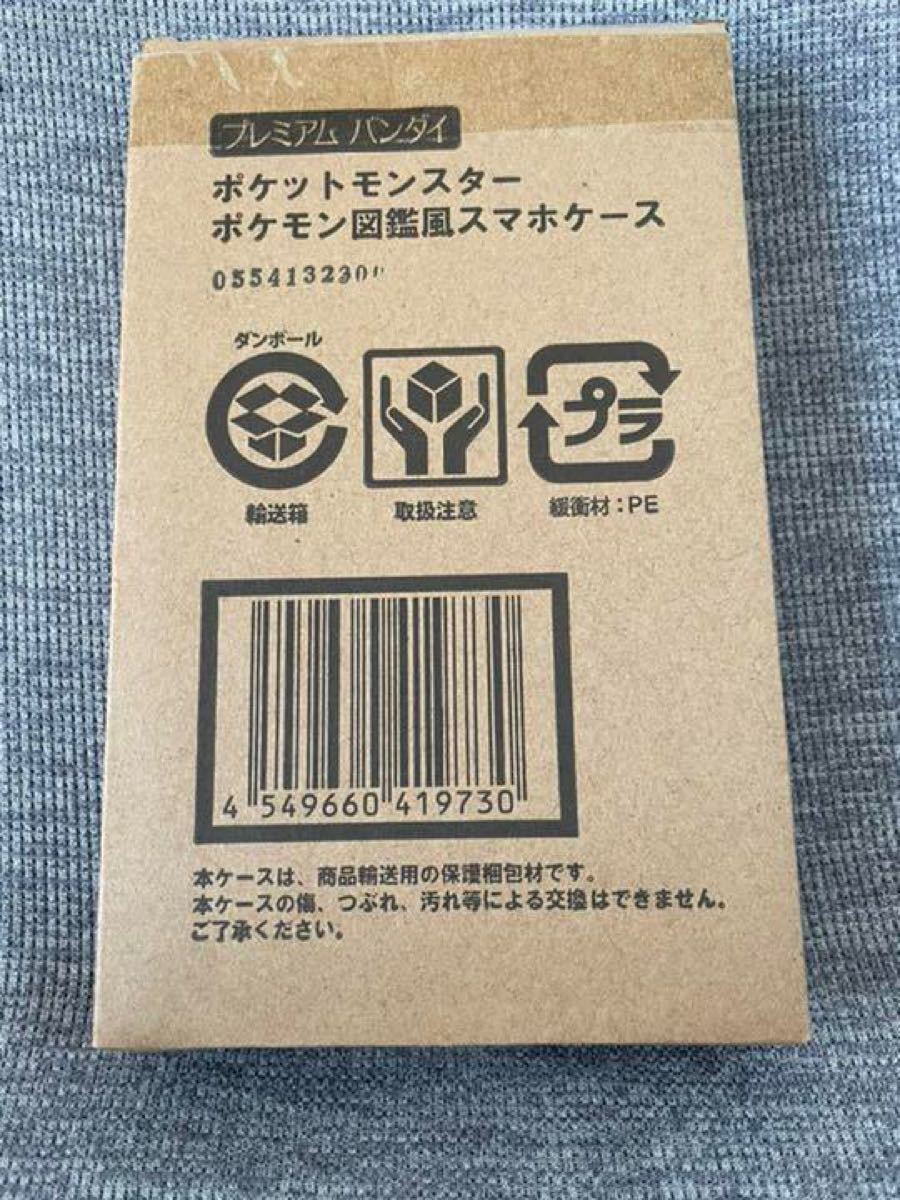 プレミアム バンダイ
ポケットモンスター
ポケモン図鑑風スマホケース
0554132300
ダンボール
プラ
輸送箱
取扱注意
緩衝材：PE
4 549660 419730
本ケースは、商品輸送用の保護梱包材です。
本ケースの傷、つぶれ、汚れ等による交換はできません。
ご了承ください。